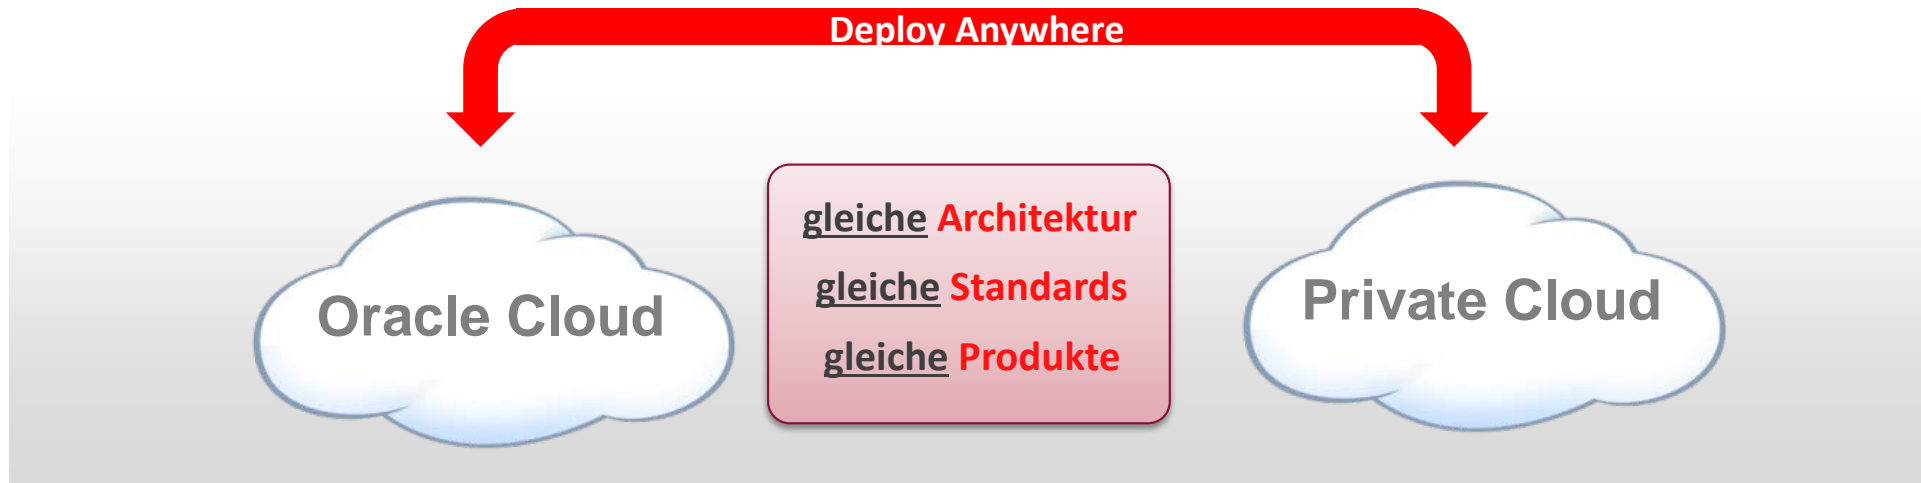 Deploy Anywhere
Oracle Cloud
gleiche Architektur
gleiche Standards
gleiche Produkte
Private Cloud